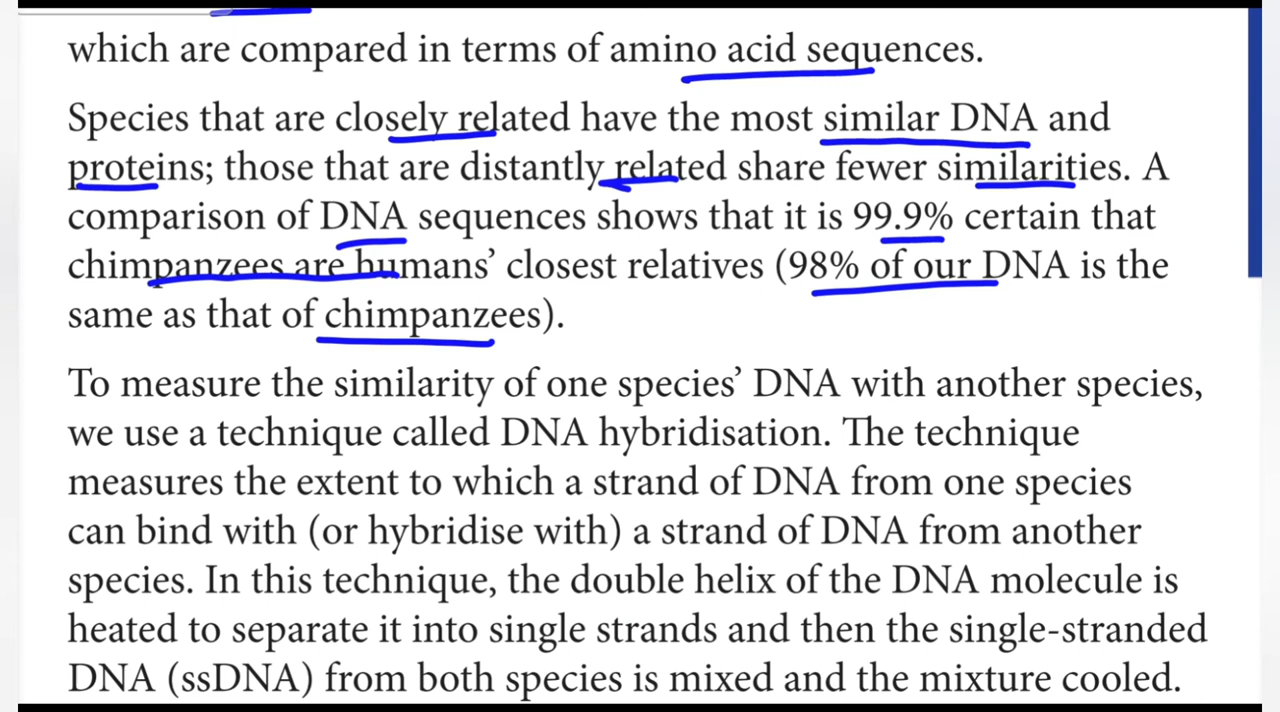 which are compared in terms of amino acid sequences.
Species that are closely related have the most similar DNA and
proteins; those that are distantly related share fewer similarities. A
comparison of DNA sequences shows that it is 99.9% certain that
chimpanzees are humans’ closest relatives (98% of our DNA is the
same as that of chimpanzees).
To measure the similarity of one species’ DNA with another species,
we use a technique called DNA hybridisation. The technique
measures the extent to which a strand of DNA from one species
can bind with (or hybridise with) a strand of DNA from another
species. In this technique, the double helix of the DNA molecule is
heated to separate it into single strands and then the single-stranded
DNA (ssDNA) from both species is mixed and the mixture cooled.